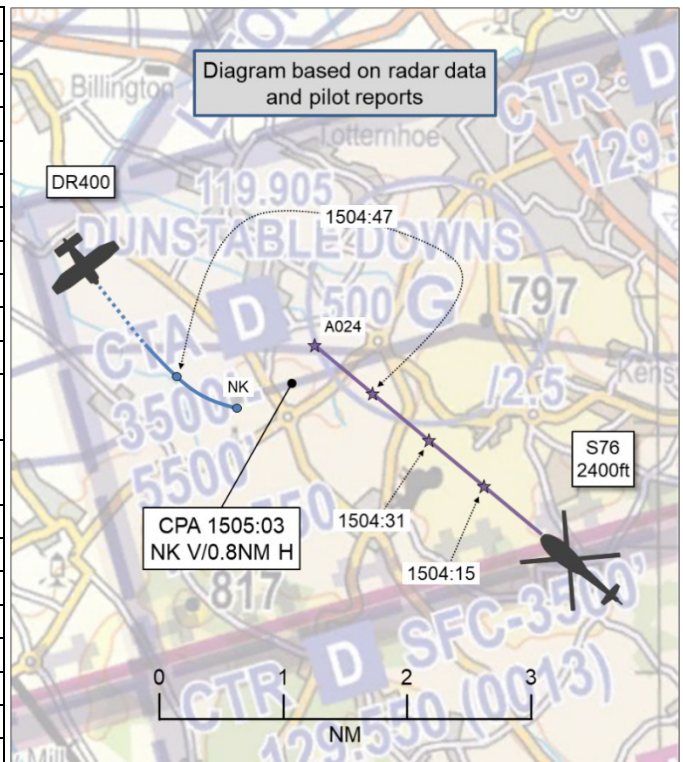 Diagram based on radar data
and pilot reports
Billington
CTR D
Totternhoe
129.
DR400
119.905
1504:47
DUNSTABLE DOWNS
500 G
797
CTA D
A024
NK
3500'
/2.5
Kens
5500'
S76
2400ft
CPA 1505:03
NK V/0.8NM H
1504:31
1504:15
817
CTR D SFC-3500'
129.550 (0013)
0 1 2 3
NM
Mill